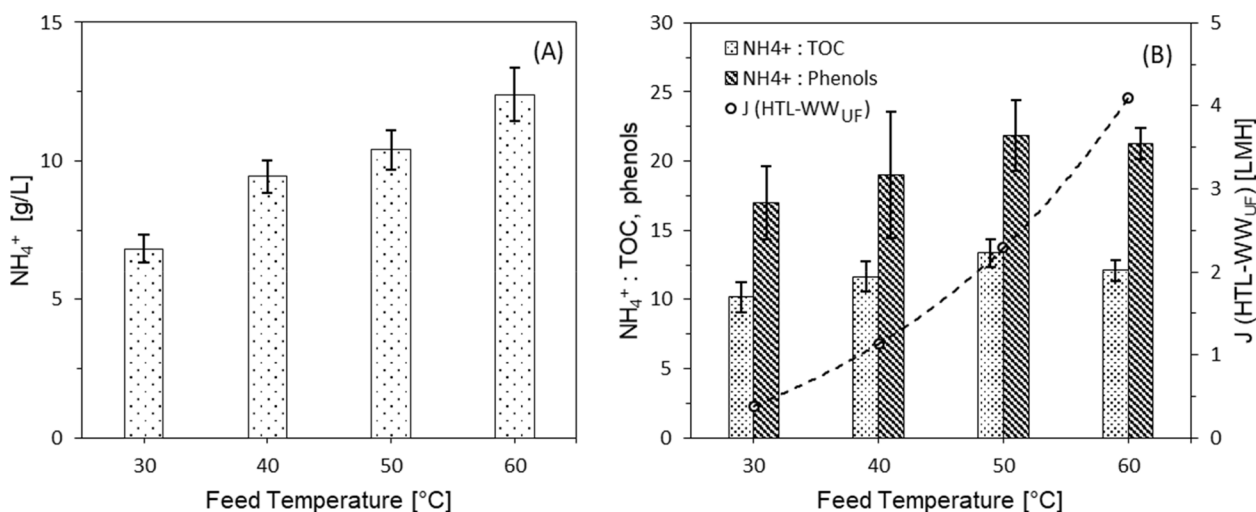 (A)
NH₄⁺ [g/L]
15
10
5
0
30 40 50 60
Feed Temperature [°C]
(B)
NH4+ : TOC
NH4+ : Phenols
J (HTL-WW_UF)
NH₄⁺ : TOC, phenols
30
25
20
15
10
5
0
30 40 50 60
Feed Temperature [°C]
5
4
3
2
1
0
J (HTL-WW_UF) [LMH]